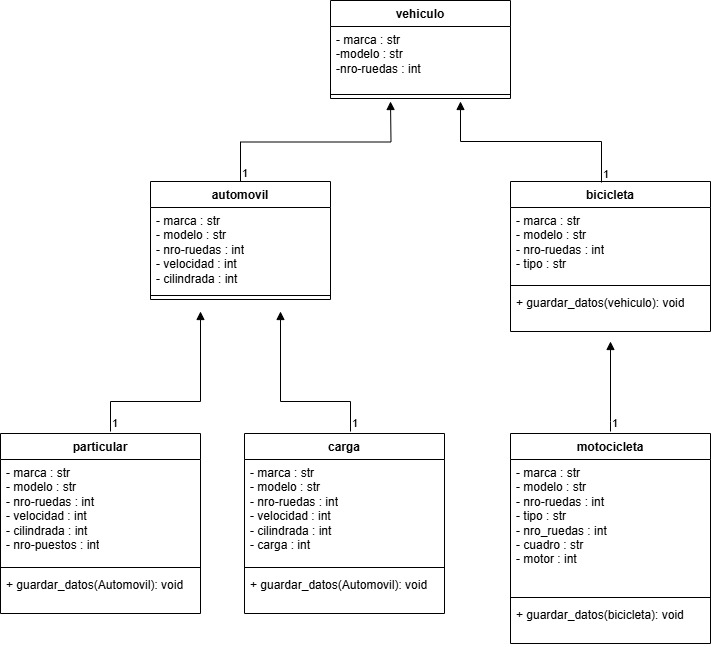 vehiculo
- marca : str
-modelo : str
-nro-ruedas : int
1
1
automovil
- marca : str
- modelo : str
- nro-ruedas : int
- velocidad : int
- cilindrada : int
bicicleta
- marca : str
- modelo : str
- nro-ruedas : int
- tipo : str
+ guardar_datos(vehiculo): void
1
1
1
particular
- marca : str
- modelo : str
- nro-ruedas : int
- velocidad : int
- cilindrada : int
- nro-puestos : int
+ guardar_datos(Automovil): void
carga
- marca : str
- modelo : str
- nro-ruedas : int
- velocidad : int
- cilindrada : int
- carga : int
+ guardar_datos(Automovil): void
motocicleta
- marca : str
- modelo : str
- nro-ruedas : int
- tipo : str
- nro_ruedas : int
- cuadro : str
- motor : int
+ guardar_datos(bicicleta): void